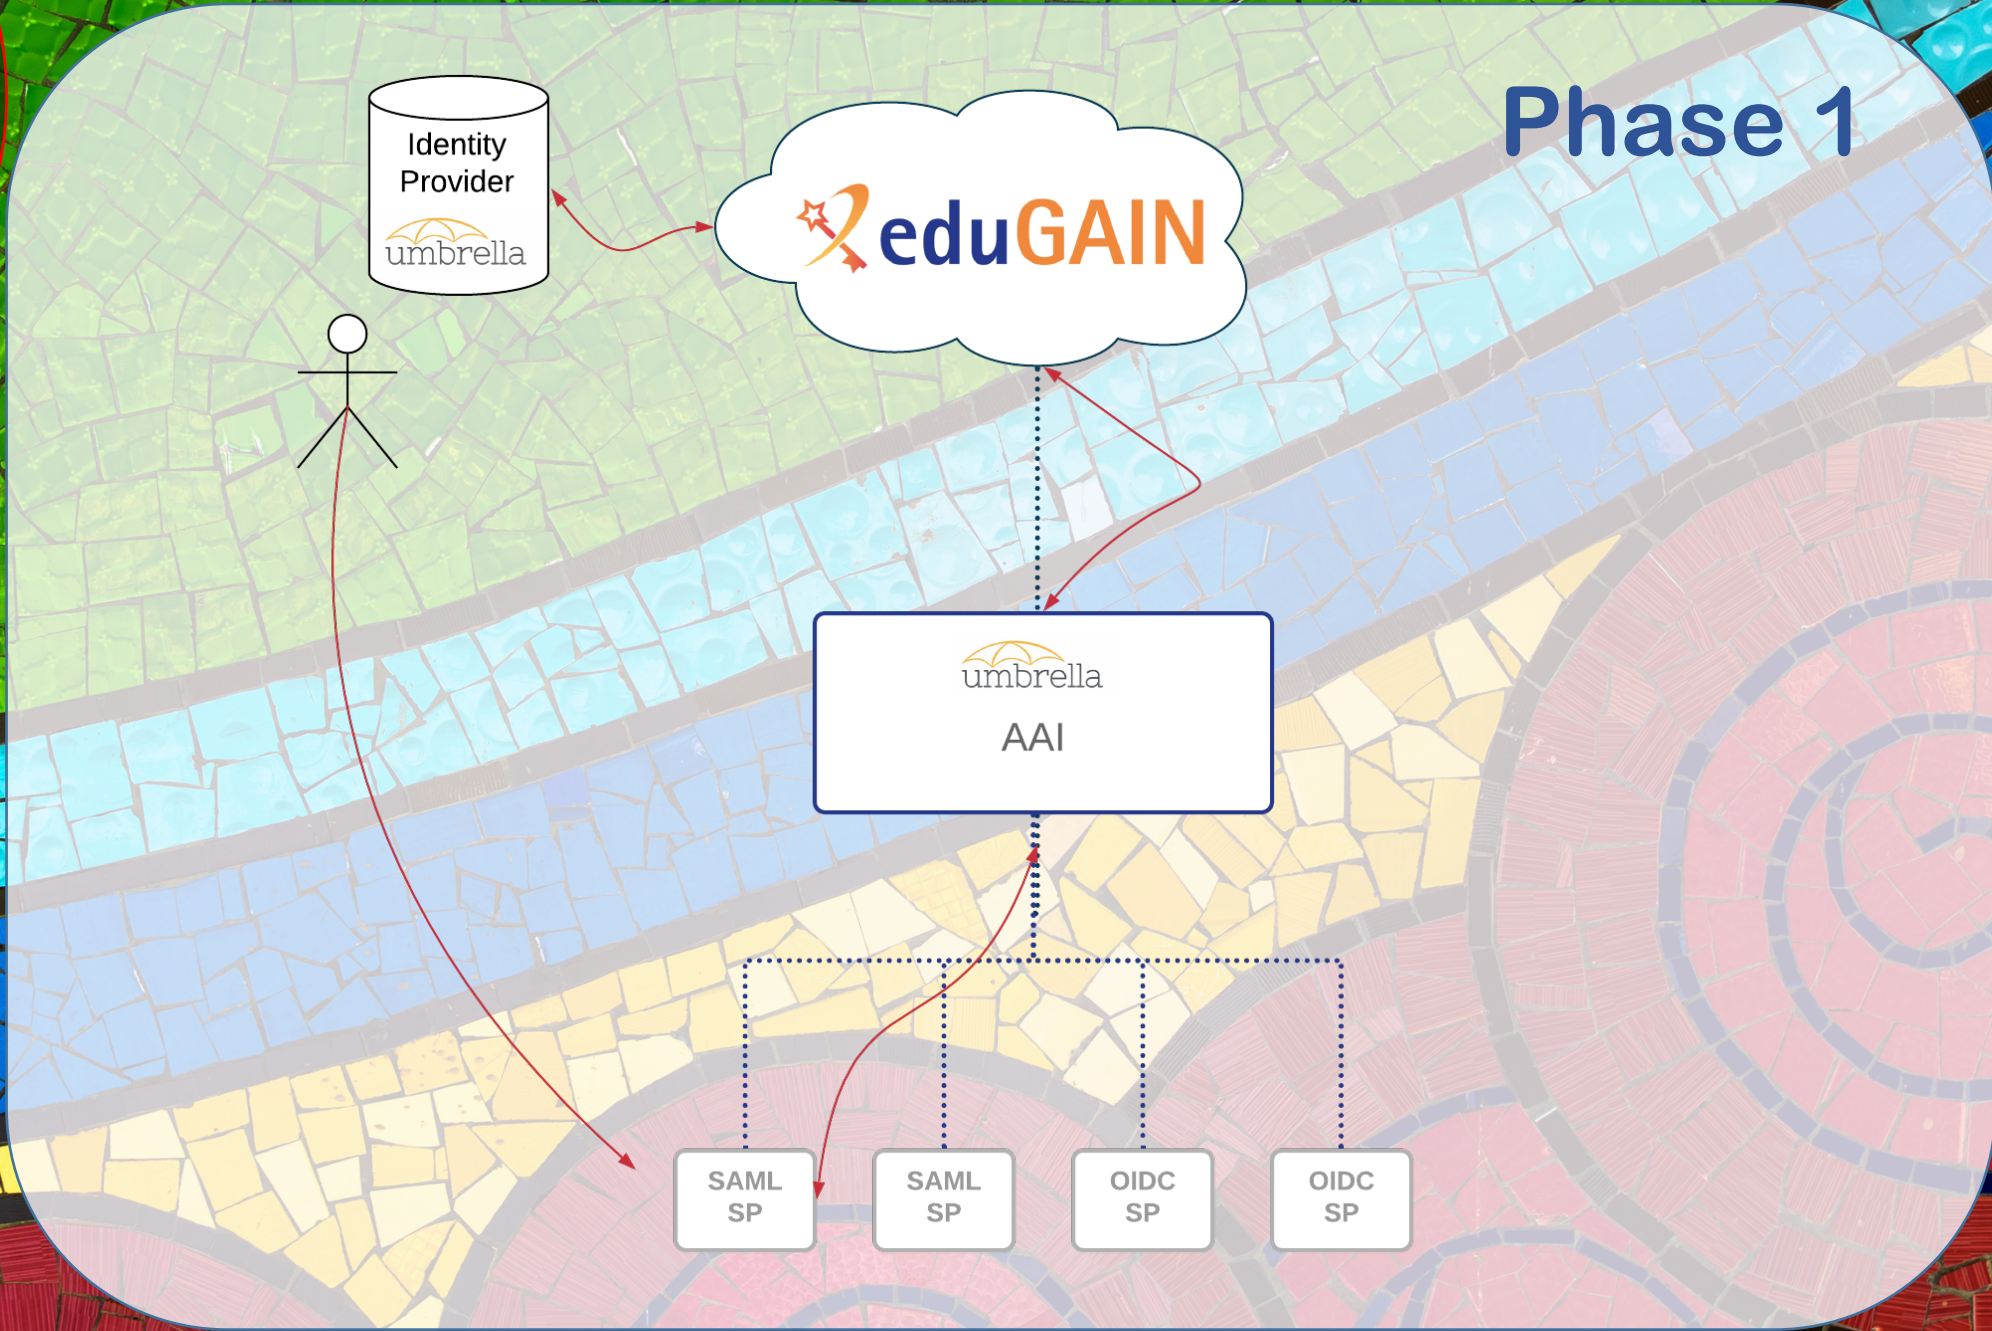 Phase 1
Identity
Provider
umbrella
eduGAIN
umbrella
AAI
SAML
SP
SAML
SP
OIDC
SP
OIDC
SP